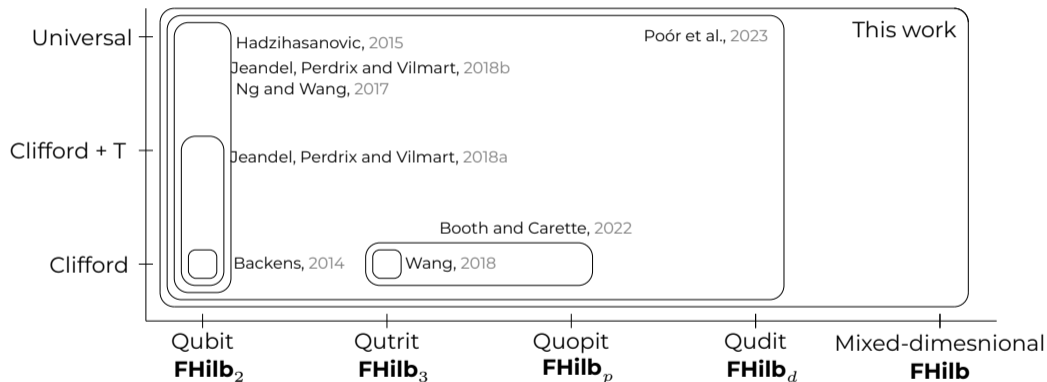 Universal
Hadzihasanovic, 2015
Poór et al., 2023
This work
Jeandel, Perdrix and Vilmart, 2018b
Ng and Wang, 2017
Clifford + T
Jeandel, Perdrix and Vilmart, 2018a
Booth and Carette, 2022
Clifford
Backens, 2014
Wang, 2018
Qubit
FHilb₂
Qutrit
FHilb₃
Quopit
FHilbₚ
Qudit
FHilb_d
Mixed-dimesnional
FHilb